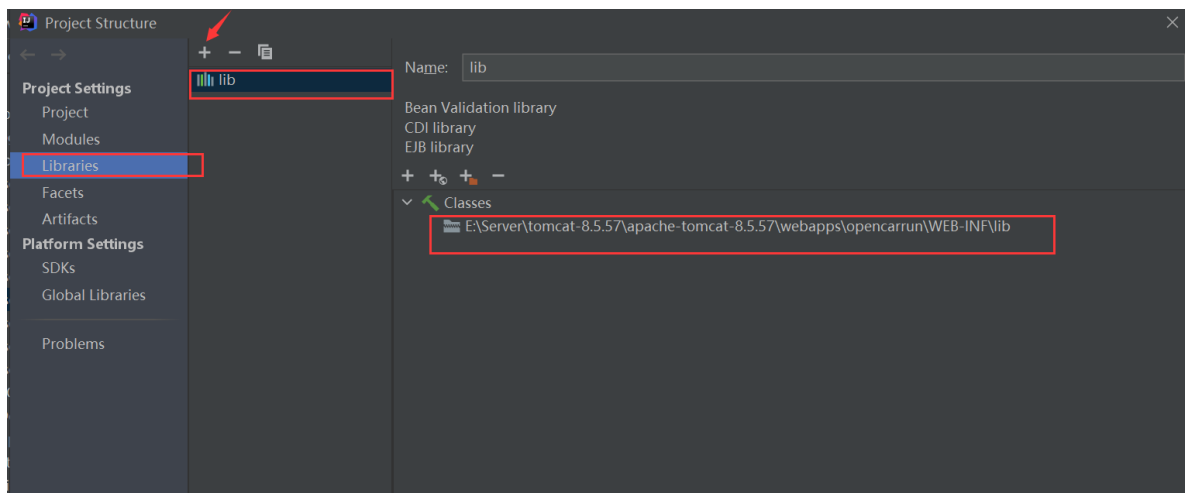 Project Structure
Project Settings
Project
Modules
Libraries
Facets
Artifacts
Platform Settings
SDKs
Global Libraries
Problems
lib
Name: lib
Bean Validation library
CDI library
EJB library
Classes
E:\Server\tomcat-8.5.57\apache-tomcat-8.5.57\webapps\opencarrun\WEB-INF\lib